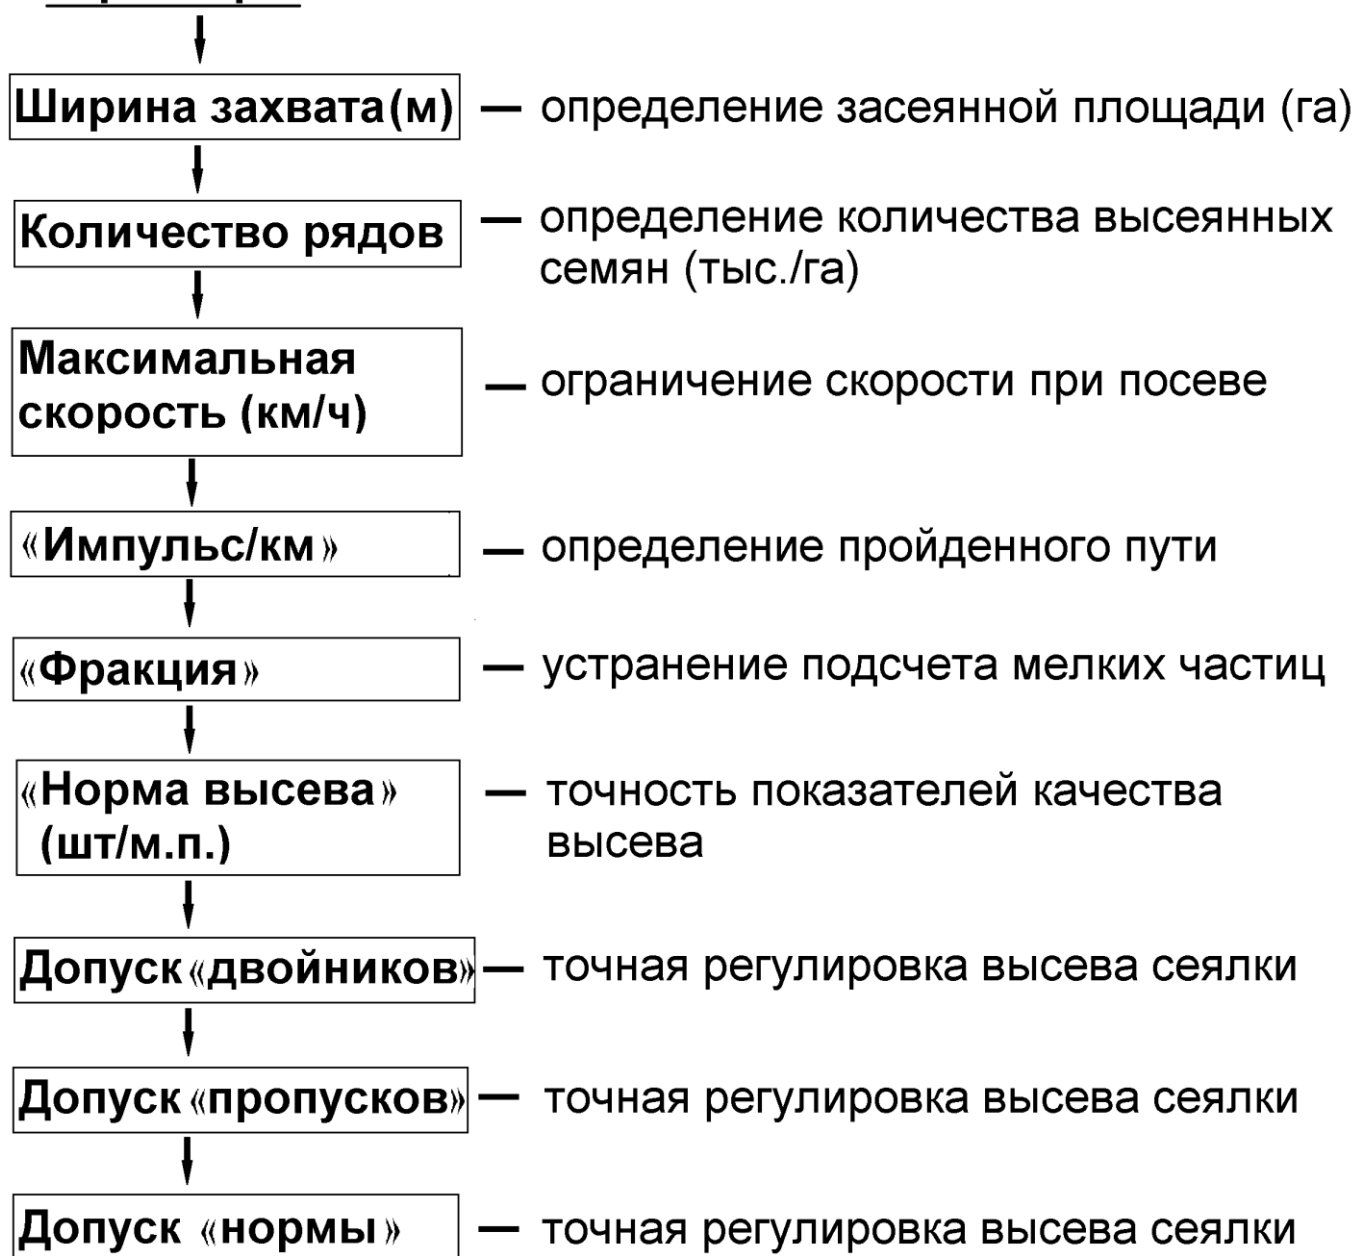 Ширина захвата(м) — определение засеянной площади (га)
Количество рядов — определение количества высеянных
семян (тыс./га)
Максимальная
скорость (км/ч) — ограничение скорости при посеве
«Импульс/км» — определение пройденного пути
«Фракция» — устранение подсчета мелких частиц
«Норма высева» — точность показателей качества
(шт/м.п.) высева
Допуск «двойников» — точная регулировка высева сеялки
Допуск «пропусков» — точная регулировка высева сеялки
Допуск «нормы» — точная регулировка высева сеялки